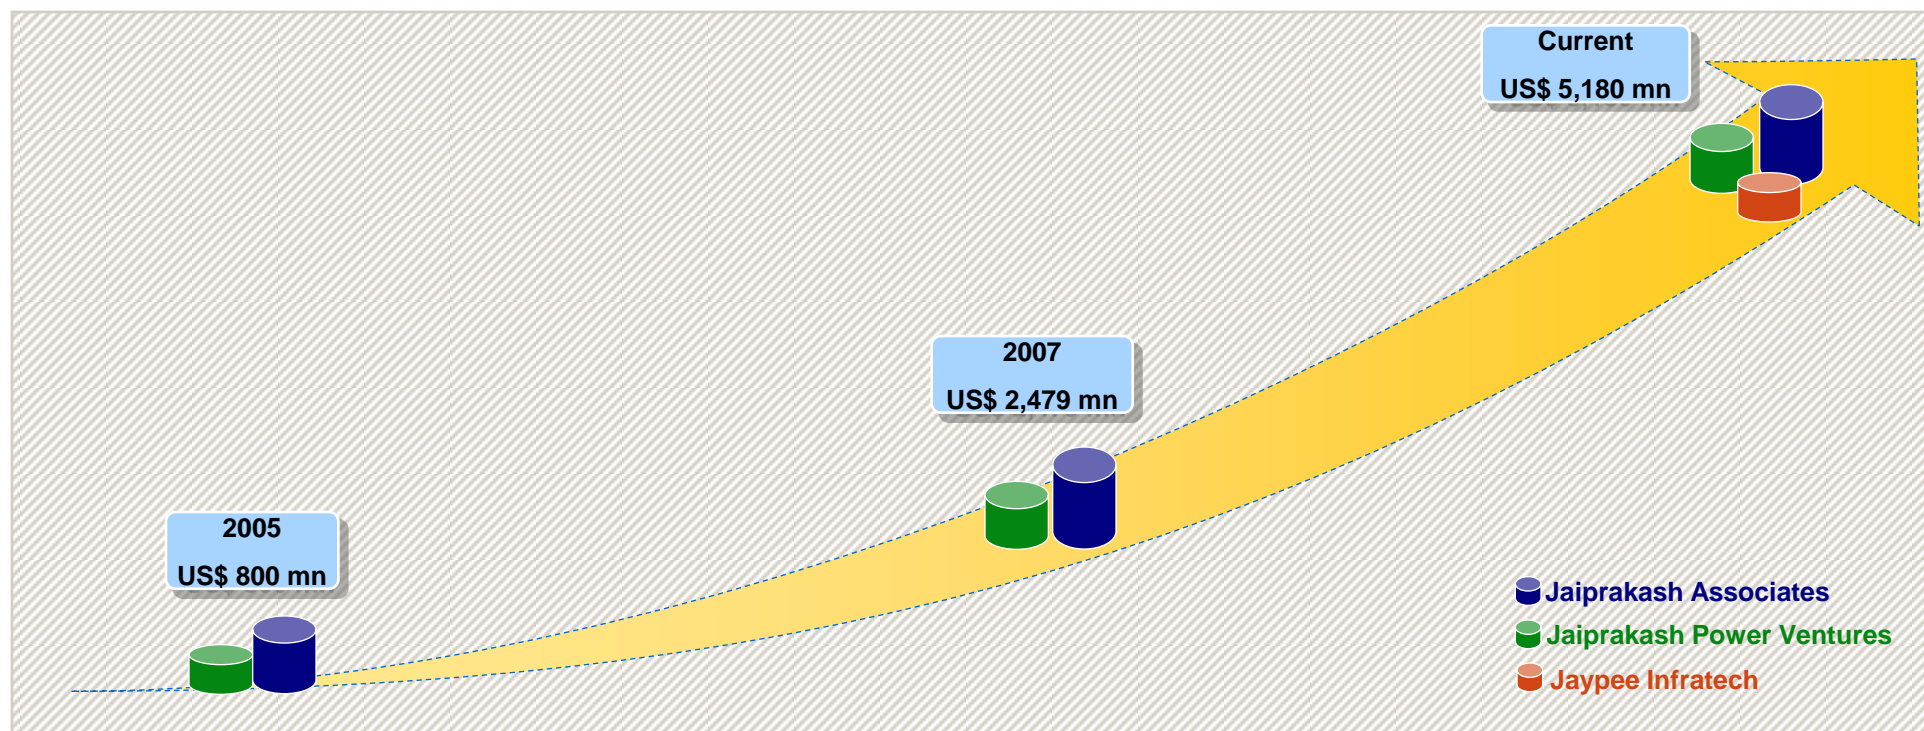 Current
US$ 5,180 mn
2007
US$ 2,479 mn
2005
US$ 800 mn
Jaiprakash Associates
Jaiprakash Power Ventures
Jaypee Infratech